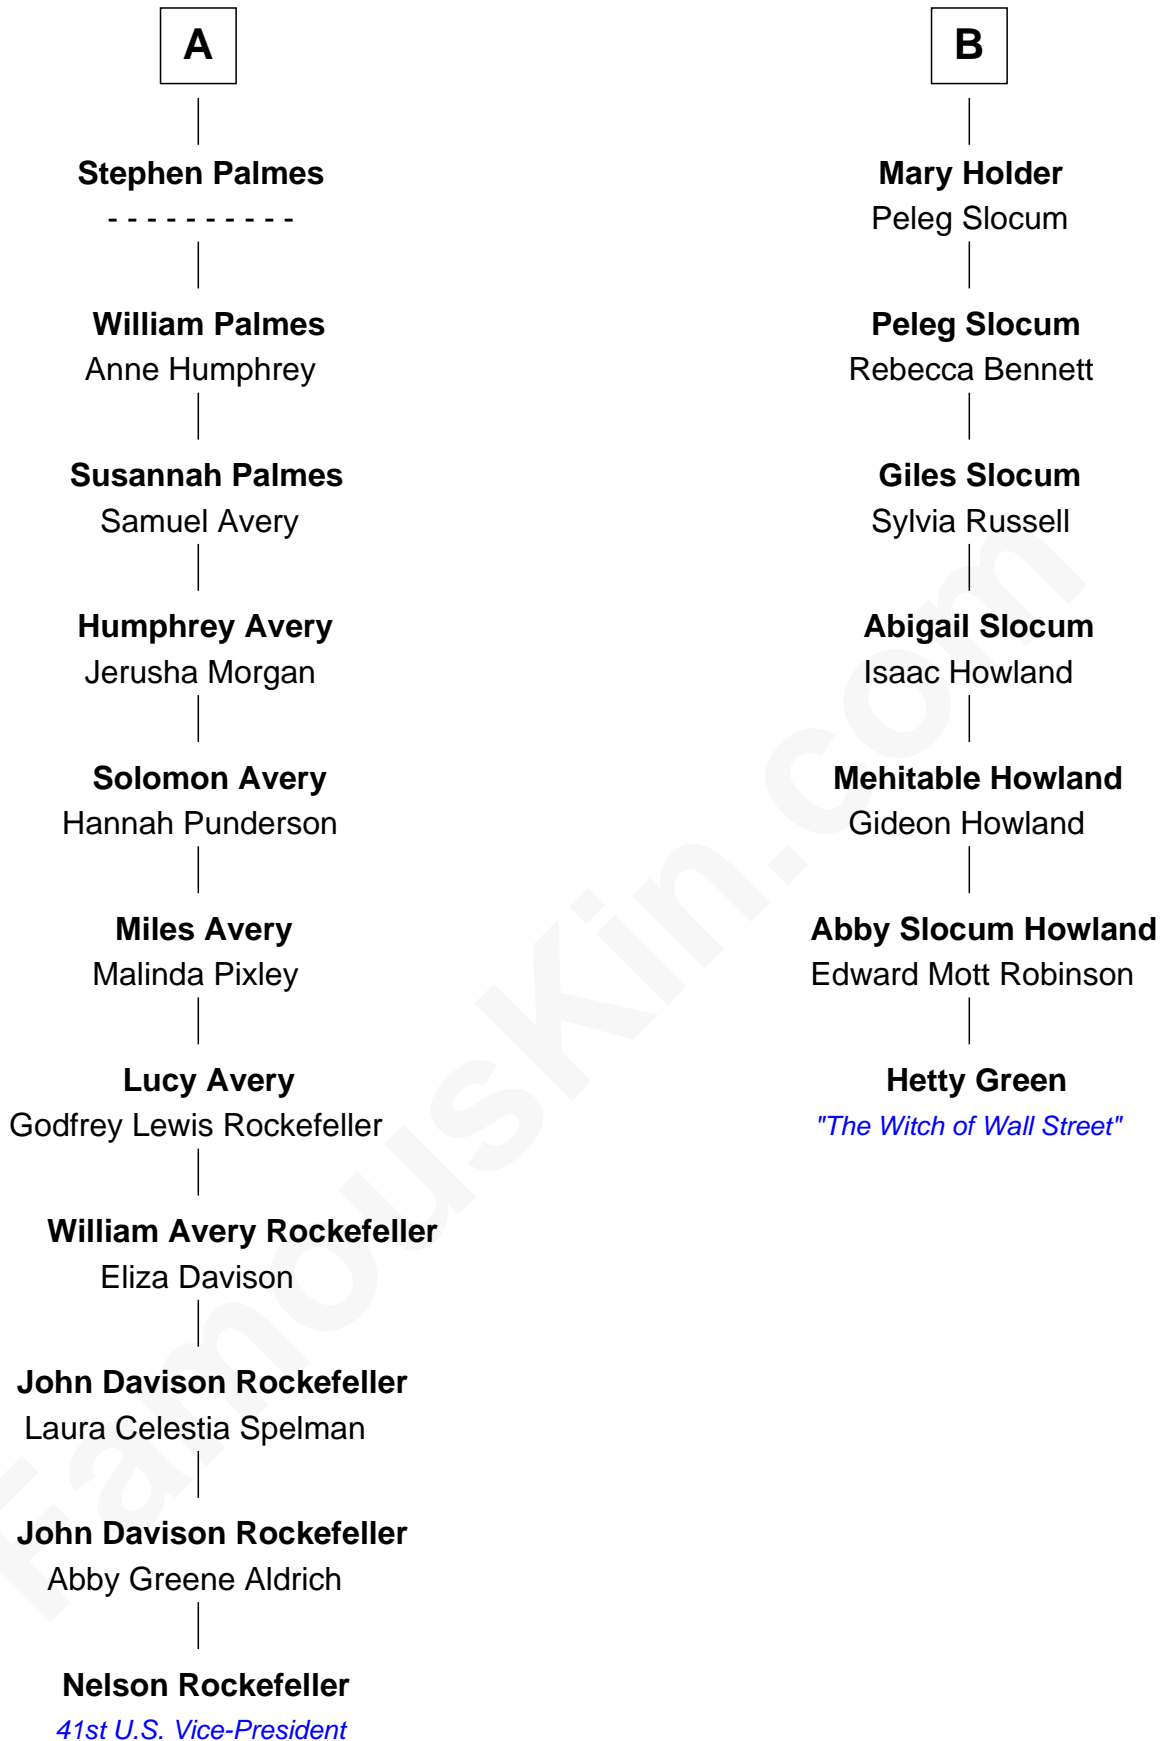 A
Stephen Palmes
- - - - - - - - - -
William Palmes
Anne Humphrey
Susannah Palmes
Samuel Avery
Humphrey Avery
Jerusha Morgan
Solomon Avery
Hannah Punderson
Miles Avery
Malinda Pixley
Lucy Avery
Godfrey Lewis Rockefeller
William Avery Rockefeller
Eliza Davison
John Davison Rockefeller
Laura Celestia Spelman
John Davison Rockefeller
Abby Greene Aldrich
Nelson Rockefeller
41st U.S. Vice-President
B
Mary Holder
Peleg Slocum
Peleg Slocum
Rebecca Bennett
Giles Slocum
Sylvia Russell
Abigail Slocum
Isaac Howland
Mehitable Howland
Gideon Howland
Abby Slocum Howland
Edward Mott Robinson
Hetty Green
"The Witch of Wall Street"
FamousKin.com